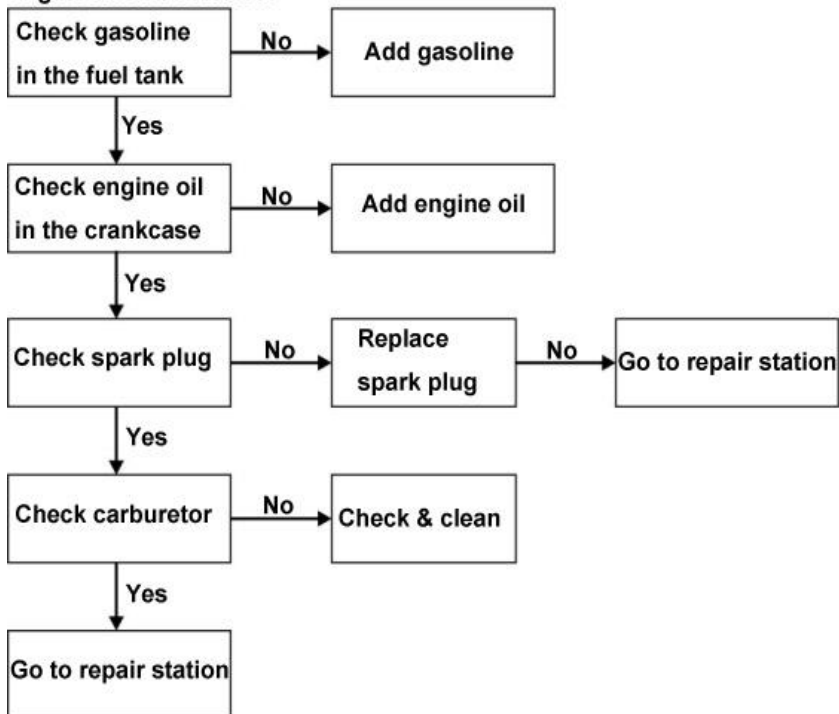 Check gasoline
in the fuel tank
No
Add gasoline
Yes
Check engine oil
in the crankcase
No
Add engine oil
Yes
Check spark plug
No
Replace
spark plug
No
Go to repair station
Yes
Check carburetor
No
Check & clean
Yes
Go to repair station